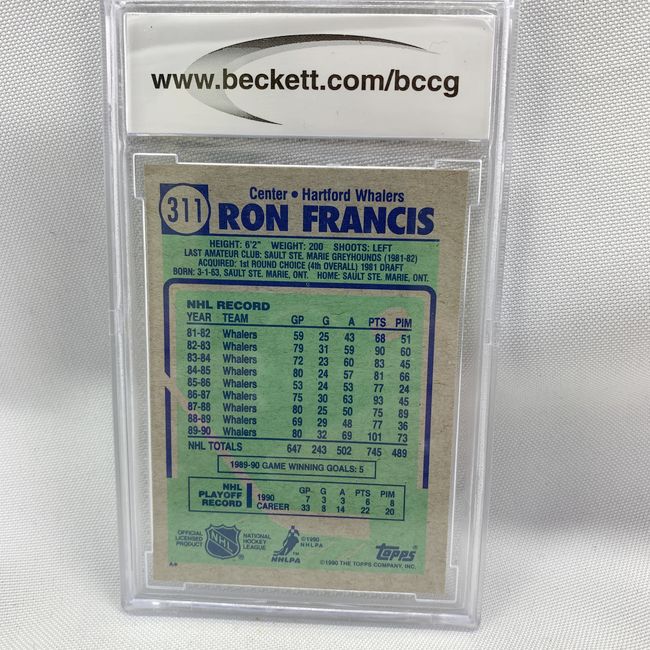 www.beckett.com/bccg
311
Center • Hartford Whalers
RON FRANCIS
HEIGHT: 6'2" WEIGHT: 200 SHOOTS: LEFT
LAST AMATEUR CLUB: SAULT STE. MARIE GREYHOUNDS (1981-82)
ACQUIRED: 1st ROUND CHOICE (4th OVERALL) 1981 DRAFT
BORN: 3-1-63, SAULT STE. MARIE, ONT. HOME: SAULT STE. MARIE, ONT.
NHL RECORD
YEAR TEAM GP G A PTS PIM
81-82 Whalers 59 25 43 68 51
82-83 Whalers 79 31 59 90 60
83-84 Whalers 72 23 60 83 45
84-85 Whalers 80 24 57 81 66
85-86 Whalers 53 24 53 77 24
86-87 Whalers 75 30 63 93 45
87-88 Whalers 80 25 50 75 89
88-89 Whalers 69 29 48 77 36
89-90 Whalers 80 32 69 101 73
NHL TOTALS 647 243 502 745 489
1989-90 GAME WINNING GOALS: 5
NHL PLAYOFF RECORD
GP G A PTS PIM
1990 7 3 3 6 8
CAREER 33 8 14 22 20
OFFICIAL LICENSED PRODUCT
NHL
NATIONAL HOCKEY LEAGUE
©1990 NHLPA
TM
NHLPA
Topps
©1990 THE TOPPS COMPANY, INC.
A*